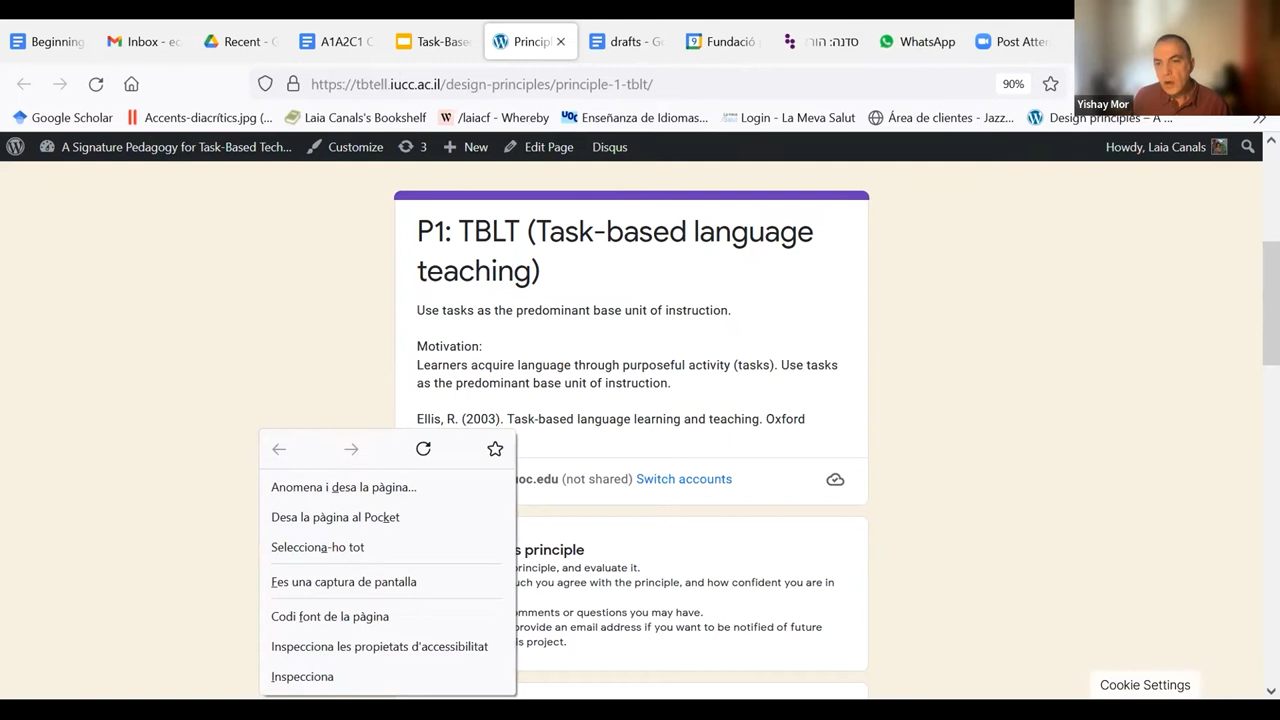 Beginning
Inbox - ec
Recent - G
A1A2C1 C
Task-Base
Princip
drafts - G
Fundació
סדנה: הור
WhatsApp
Post Atten
https://tbtell.iucc.ac.il/design-principles/principle-1-tblt/
90%
Yishay Mor
Google Scholar
Accents-diacrítics.jpg (...
Laia Canals's Bookshelf
/laiacf - Whereby
UOC
Enseñanza de Idiomas...
Login - La Meva Salut
Área de clientes - Jazz...
Design principles – A ...
A Signature Pedagogy for Task-Based Tech...
Customize
3
New
Edit Page
Disqus
Howdy, Laia Canals
P1: TBLT (Task-based language
teaching)
Use tasks as the predominant base unit of instruction.
Motivation:
Learners acquire language through purposeful activity (tasks). Use tasks
as the predominant base unit of instruction.
Ellis, R. (2003). Task-based language learning and teaching. Oxford
uoc.edu (not shared) Switch accounts
Anomena i desa la pàgina...
Desa la pàgina al Pocket
Selecciona-ho tot
Fes una captura de pantalla
Codi font de la pàgina
Inspecciona les propietats d'accessibilitat
Inspecciona
s principle
principle, and evaluate it.
uch you agree with the principle, and how confident you are in
omments or questions you may have.
provide an email address if you want to be notified of future
s project.
Cookie Settings